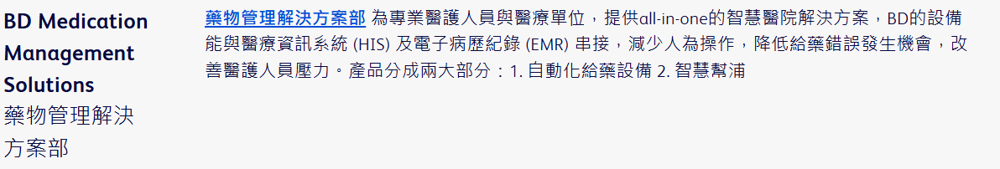 BD Medication
Management
Solutions
藥物管理解決
方案部
藥物管理解決方案部 為專業醫護人員與醫療單位，提供all-in-one的智慧醫院解決方案，BD的設備
能與醫療資訊系統 (HIS) 及電子病歷紀錄 (EMR) 串接，減少人為操作，降低給藥錯誤發生機會，改
善醫護人員壓力。產品分成兩大部分：1. 自動化給藥設備 2. 智慧幫浦